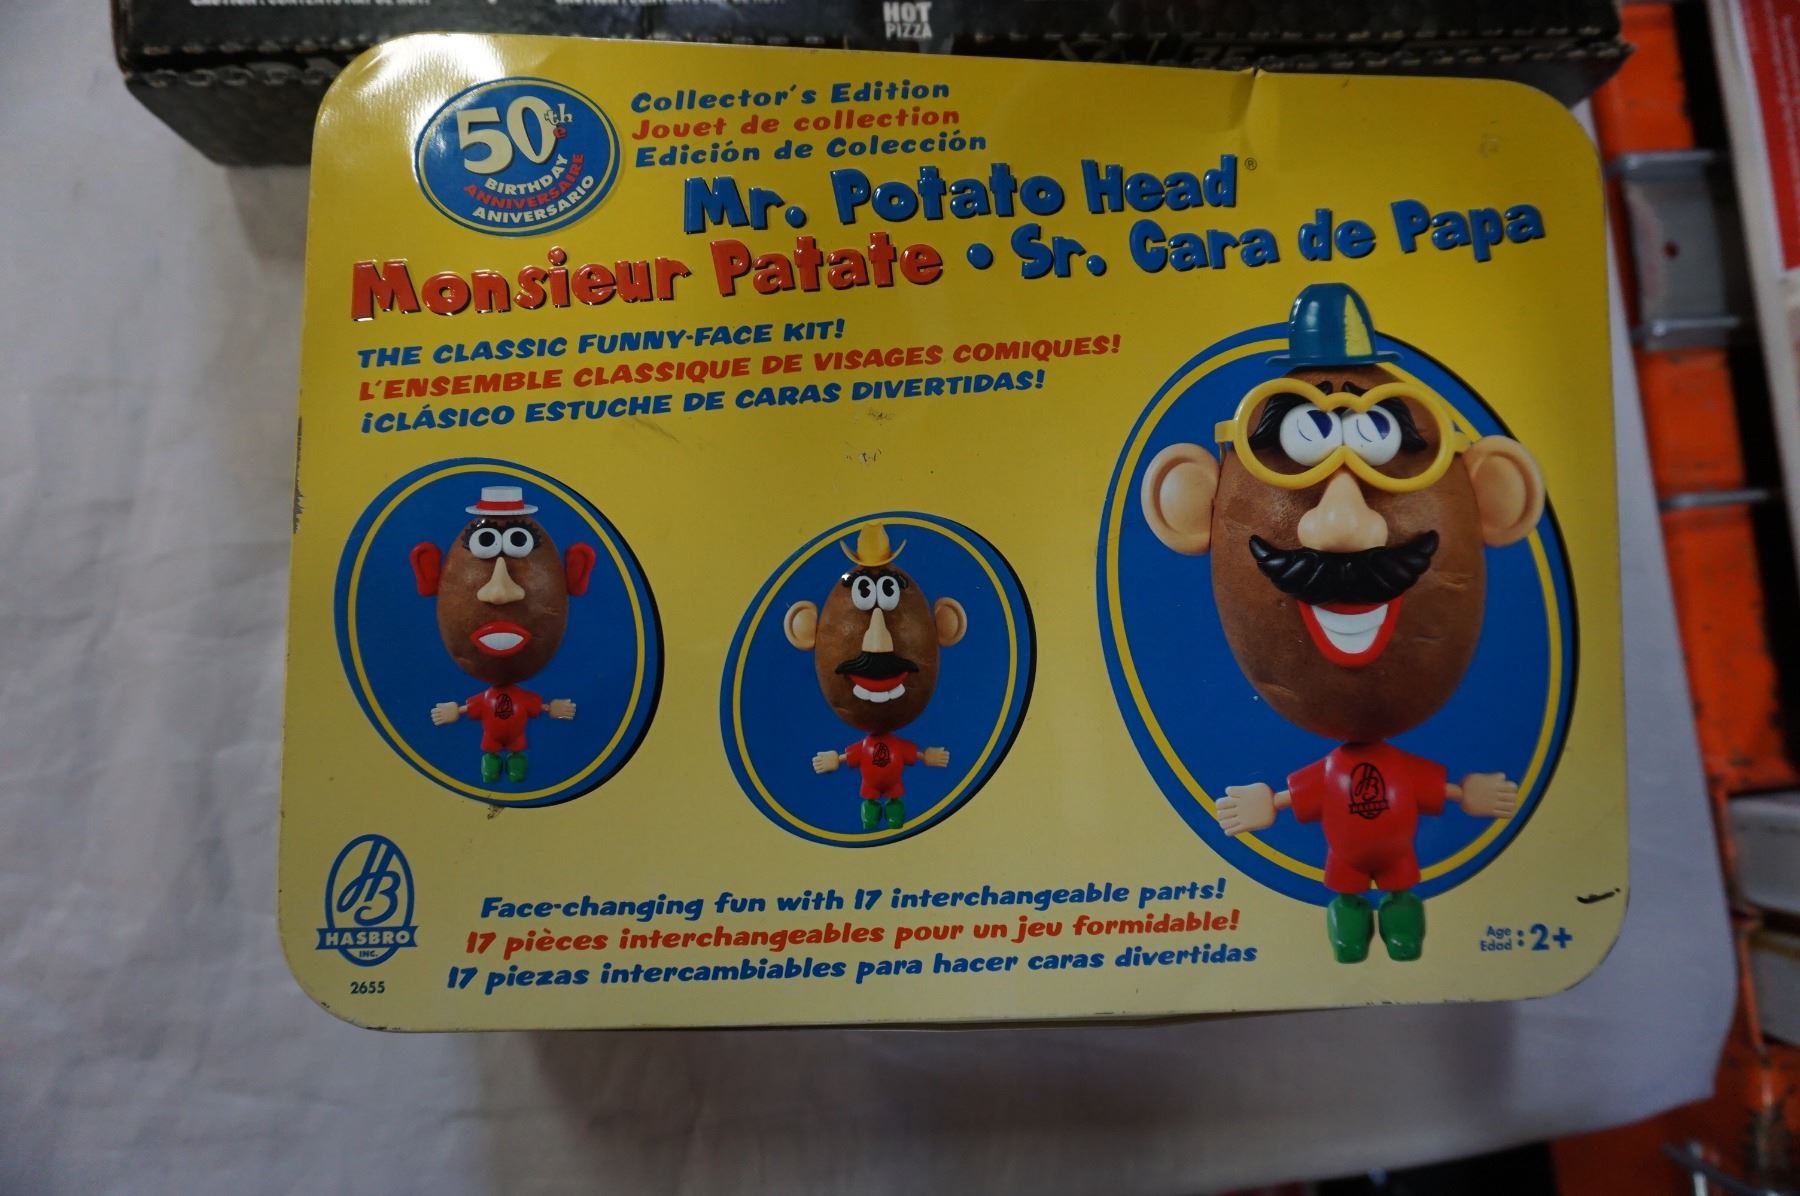 HOT
PIZZA
50th
e
BIRTHDAY
ANNIVERSAIRE
ANIVERSARIO
Collector's Edition
Jouet de collection
Edición de Colección
Mr. Potato Head®
Monsieur Patate • Sr. Cara de Papa
THE CLASSIC FUNNY-FACE KIT!
L'ENSEMBLE CLASSIQUE DE VISAGES COMIQUES!
¡CLÁSICO ESTUCHE DE CARAS DIVERTIDAS!
HB
HASBRO
HB
HASBRO
INC.
2655
Face-changing fun with 17 interchangeable parts!
17 pièces interchangeables pour un jeu formidable!
17 piezas intercambiables para hacer caras divertidas
Age
Edad : 2+